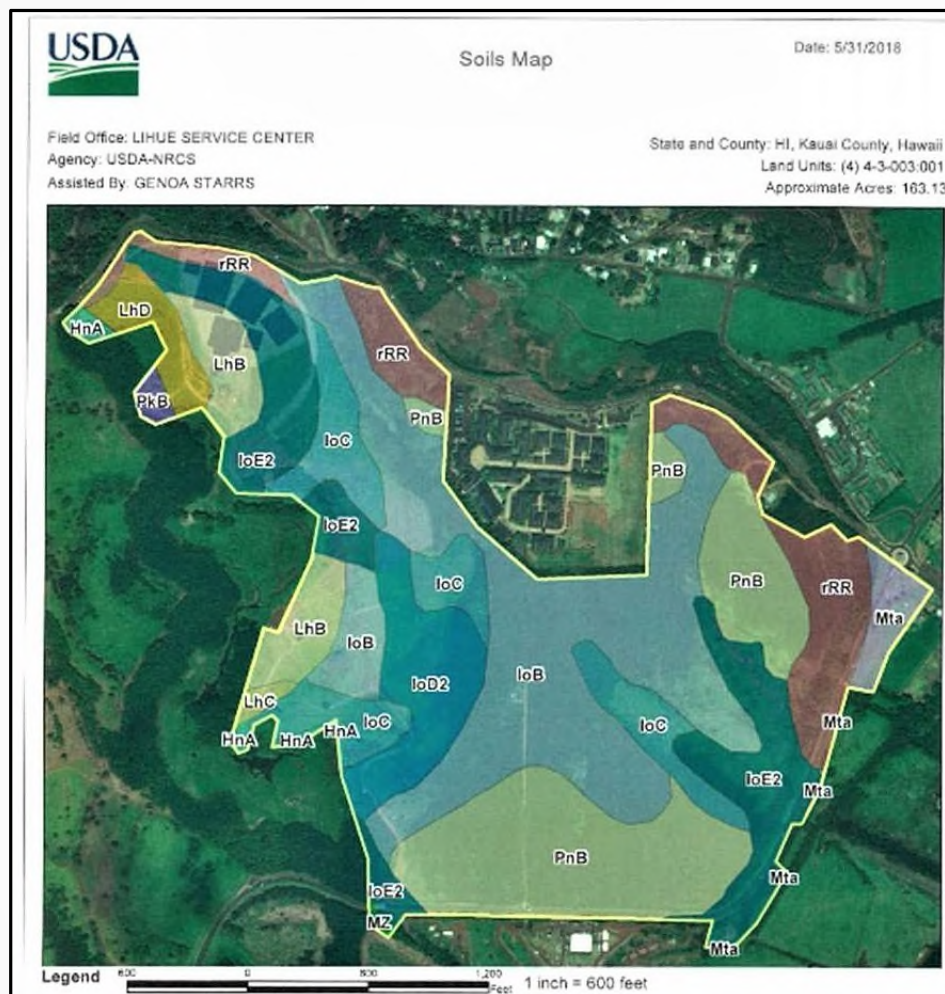 USDA
Soils Map
Date: 5/31/2018
Field Office: LIHUE SERVICE CENTER
Agency: USDA-NRCS
Assisted By: GENOA STARRS
State and County: HI, Kauai County, Hawaii
Land Units: (4) 4-3-003:001
Approximate Acres: 163.13
rRR
LhD
HnA
LhB
rRR
PkB
PnB
IoC
IoE2
PnB
IoE2
IoC
PnB
rRR
Mta
LhB
IoB
IoD2
IoB
LhC
IoC
IoC
HnA
HnA
HnA
Mta
IoE2
Mta
PnB
IoE2
Mta
MZ
Mta
Legend
600 0 600 1,200
Feet
1 inch = 600 feet